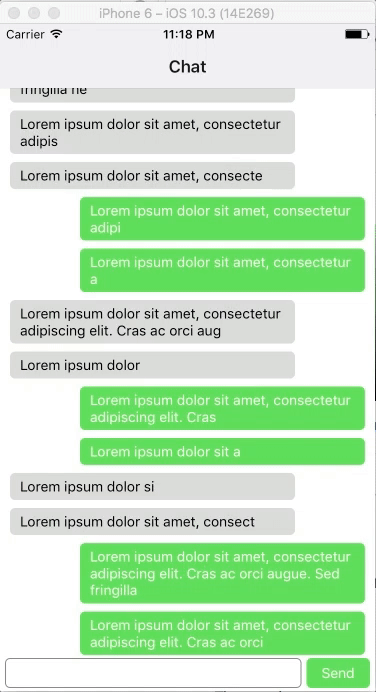 iPhone 6 – iOS 10.3 (14E269)
Carrier 11:18 PM
Chat
fringilla ne
Lorem ipsum dolor sit amet, consectetur
adipis
Lorem ipsum dolor sit amet, consecte
Lorem ipsum dolor sit amet, consectetur
adipi
Lorem ipsum dolor sit amet, consectetur
a
Lorem ipsum dolor sit amet, consectetur
adipiscing elit. Cras ac orci aug
Lorem ipsum dolor
Lorem ipsum dolor sit amet, consectetur
adipiscing elit. Cras
Lorem ipsum dolor sit a
Lorem ipsum dolor si
Lorem ipsum dolor sit amet, consect
Lorem ipsum dolor sit amet, consectetur
adipiscing elit. Cras ac orci augue. Sed
fringilla
Lorem ipsum dolor sit amet, consectetur
adipiscing elit. Cras ac orci
Send